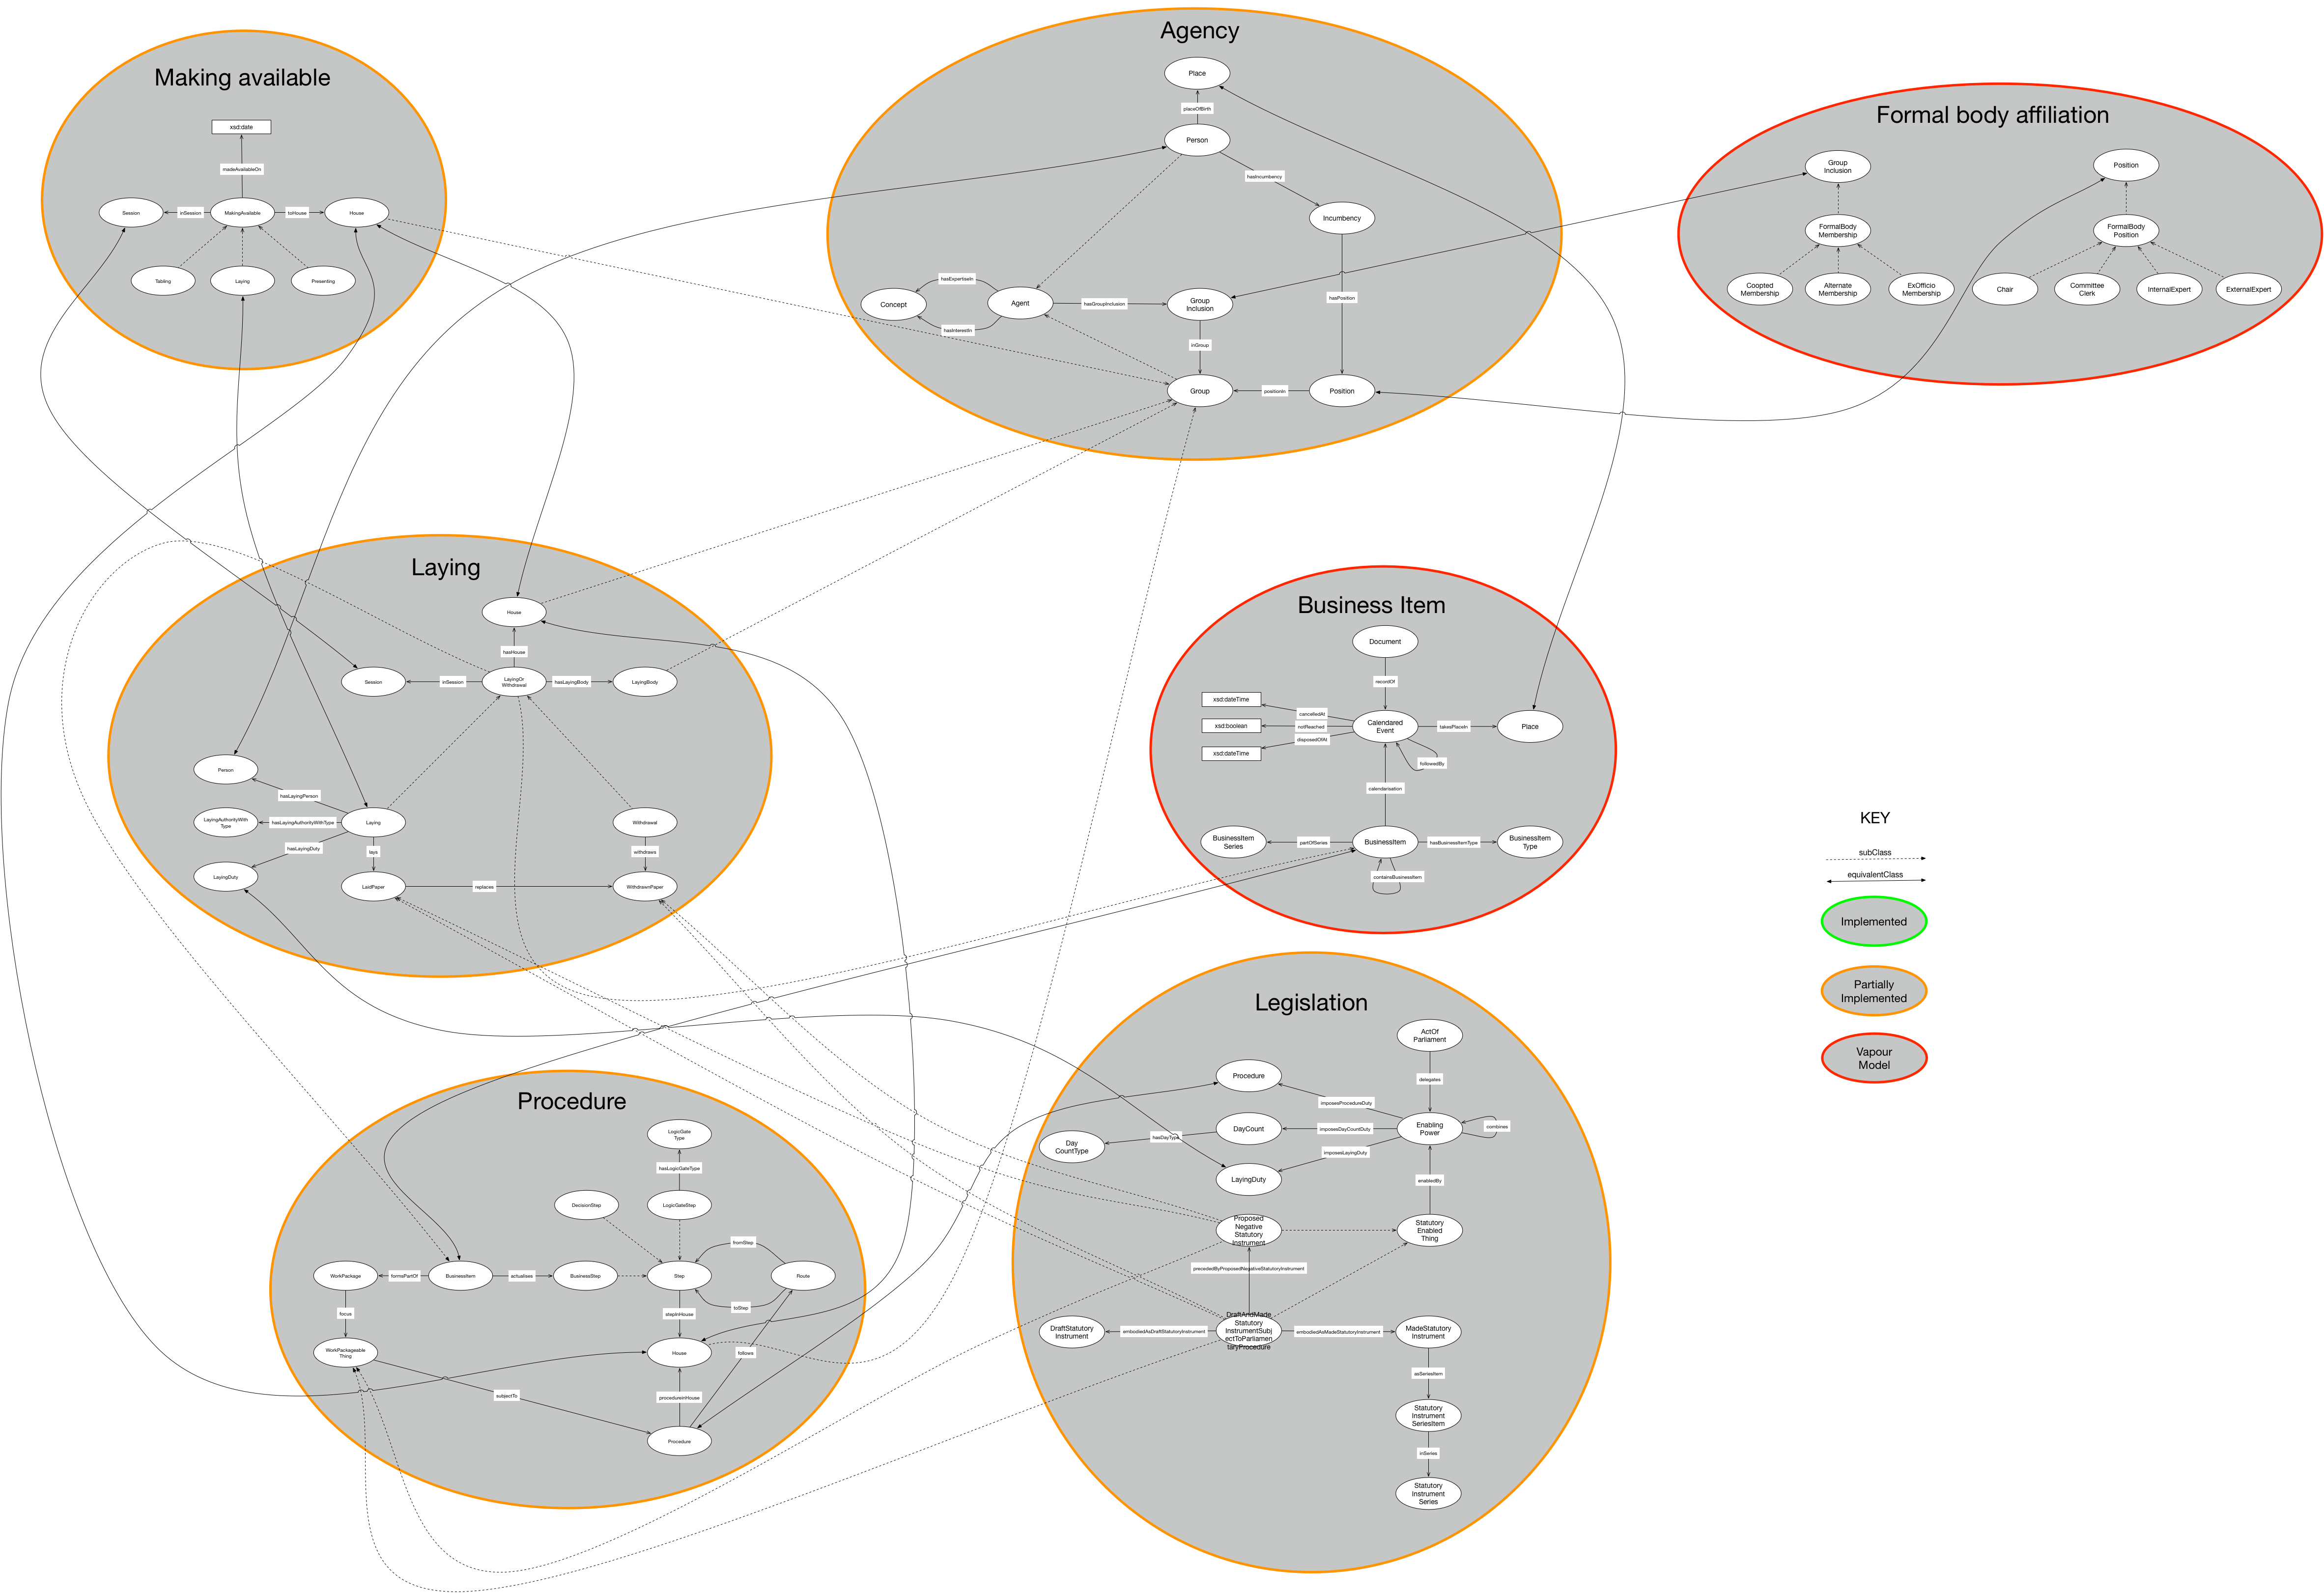 Making available
xsd:date
madeAvailableOn
Session
inSession
MakingAvailable
toHouse
House
Tabling
Laying
Presenting
Agency
Place
placeOfBirth
Person
hasIncumbency
Incumbency
hasExpertiseIn
Concept
Agent
hasGroupInclusion
Group
Inclusion
hasPosition
hasInterestIn
inGroup
Group
positionIn
Position
Formal body affiliation
Group
Inclusion
Position
FormalBody
Membership
FormalBody
Position
Coopted
Membership
Alternate
Membership
ExOfficio
Membership
Chair
Committee
Clerk
InternalExpert
ExternalExpert
Laying
House
hasHouse
Session
inSession
LayingOr
Withdrawal
hasLayingBody
LayingBody
Person
hasLayingPerson
LayingAuthorityWith
Type
hasLayingAuthorityWithType
Laying
Withdrawal
hasLayingDuty
lays
withdraws
LayingDuty
LaidPaper
replaces
WithdrawnPaper
Business Item
Document
recordOf
xsd:dateTime
cancelledAt
xsd:boolean
notReached
Calendared
Event
takesPlaceIn
Place
xsd:dateTime
disposedOfAt
followedBy
calendarisation
BusinessItem
Series
partOfSeries
BusinessItem
hasBusinessItemType
BusinessItem
Type
containsBusinessItem
KEY
subClass
equivalentClass
Implemented
Partially
Implemented
Vapour
Model
Procedure
LogicGate
Type
hasLogicGateType
DecisionStep
LogicGateStep
fromStep
WorkPackage
formsPartOf
BusinessItem
actualises
BusinessStep
Step
Route
toStep
focus
stepInHouse
WorkPackageable
Thing
House
follows
subjectTo
procedureinHouse
Procedure
Legislation
ActOf
Parliament
Procedure
delegates
imposesProcedureDuty
DayCount
imposesDayCountDuty
Enabling
Power
combines
Day
CountType
hasDayType
imposesLayingDuty
LayingDuty
enabledBy
Proposed
Negative
Statutory
Instrument
Statutory
Enabled
Thing
precededByProposedNegativeStatutoryInstrument
DraftStatutory
Instrument
embodiedAsDraftStatutoryInstrument
DraftAndMade
Statutory
InstrumentSubj
ectToParliamen
taryProcedure
embodiedAsMadeStatutoryInstrument
MadeStatutory
Instrument
asSeriesItem
Statutory
Instrument
SeriesItem
inSeries
Statutory
Instrument
Series